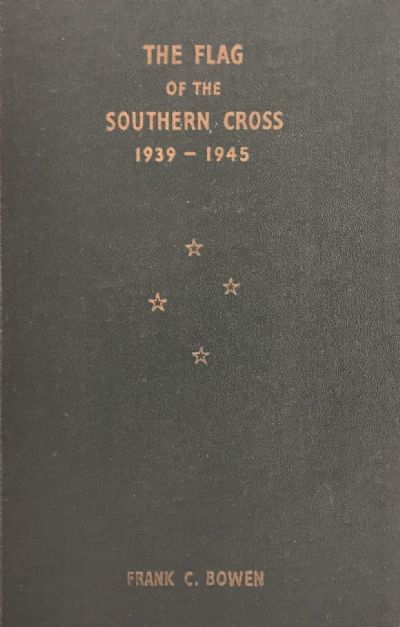 THE FLAG
OF THE
SOUTHERN CROSS
1939 – 1945
FRANK C. BOWEN